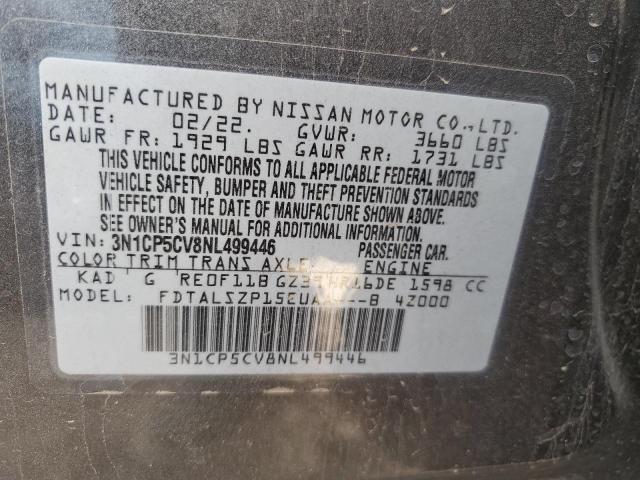 MANUFACTURED BY NISSAN MOTOR CO.,LTD.
DATE: 02/22. GVWR: 3660 LBS
GAWR FR: 1929 LBS GAWR RR: 1731 LBS
THIS VEHICLE CONFORMS TO ALL APPLICABLE FEDERAL MOTOR
VEHICLE SAFETY, BUMPER AND THEFT PREVENTION STANDARDS
IN EFFECT ON THE DATE OF MANUFACTURE SHOWN ABOVE.
SEE OWNER'S MANUAL FOR ADDITIONAL INFORMATION.
VIN: 3N1CP5CV8NL499446 PASSENGER CAR.
COLOR TRIM TRANS AXLE ENGINE
KAD G RE0F11B GZ39 HR16DE 1598 CC
MODEL: 4Z000
3N1CP5CV8NL499446